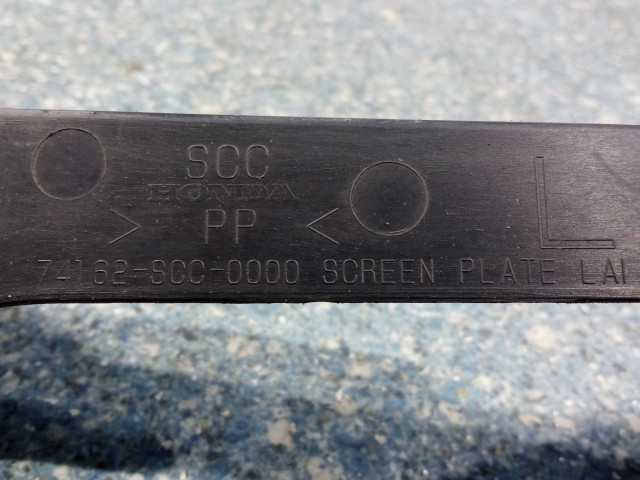 SCC
HONDA
> PP <
L
74162-SCC-0000 SCREEN PLATE LAI